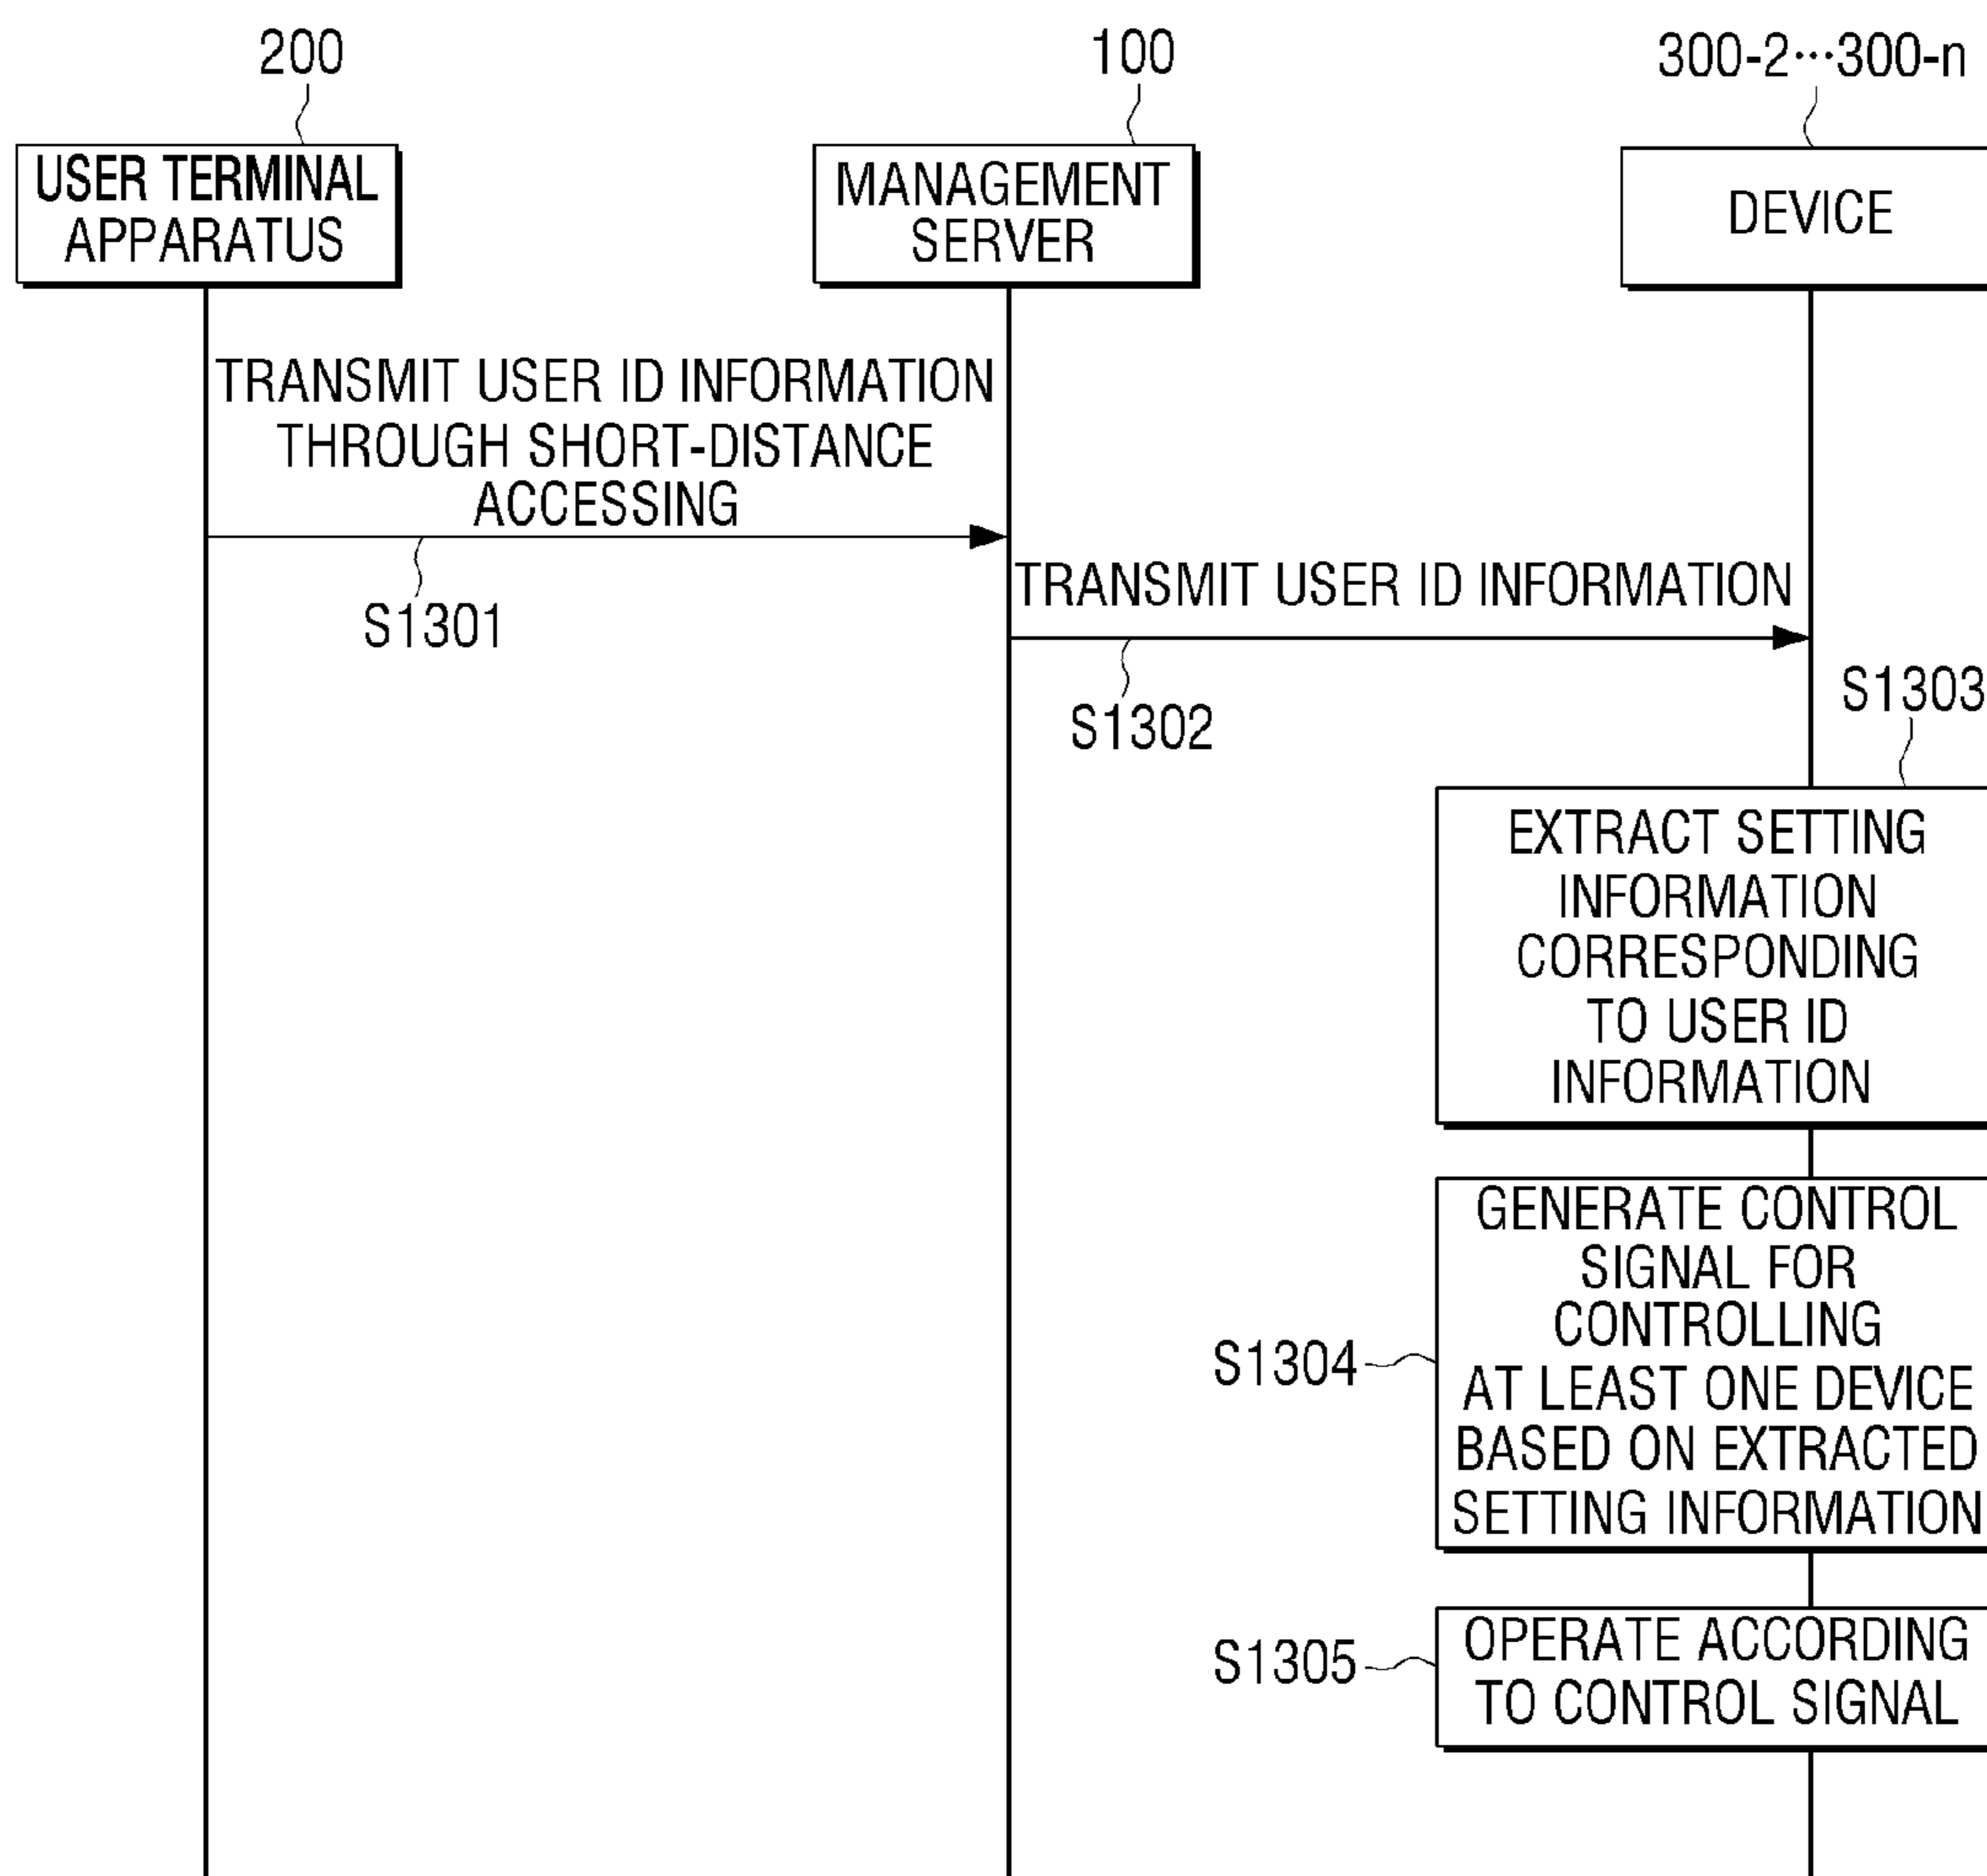 200
100
300-2···300-n
USER TERMINAL
APPARATUS
MANAGEMENT
SERVER
DEVICE
TRANSMIT USER ID INFORMATION
THROUGH SHORT-DISTANCE
ACCESSING
S1301
TRANSMIT USER ID INFORMATION
S1302
S1303
EXTRACT SETTING
INFORMATION
CORRESPONDING
TO USER ID
INFORMATION
S1304
GENERATE CONTROL
SIGNAL FOR
CONTROLLING
AT LEAST ONE DEVICE
BASED ON EXTRACTED
SETTING INFORMATION
S1305
OPERATE ACCORDING
TO CONTROL SIGNAL